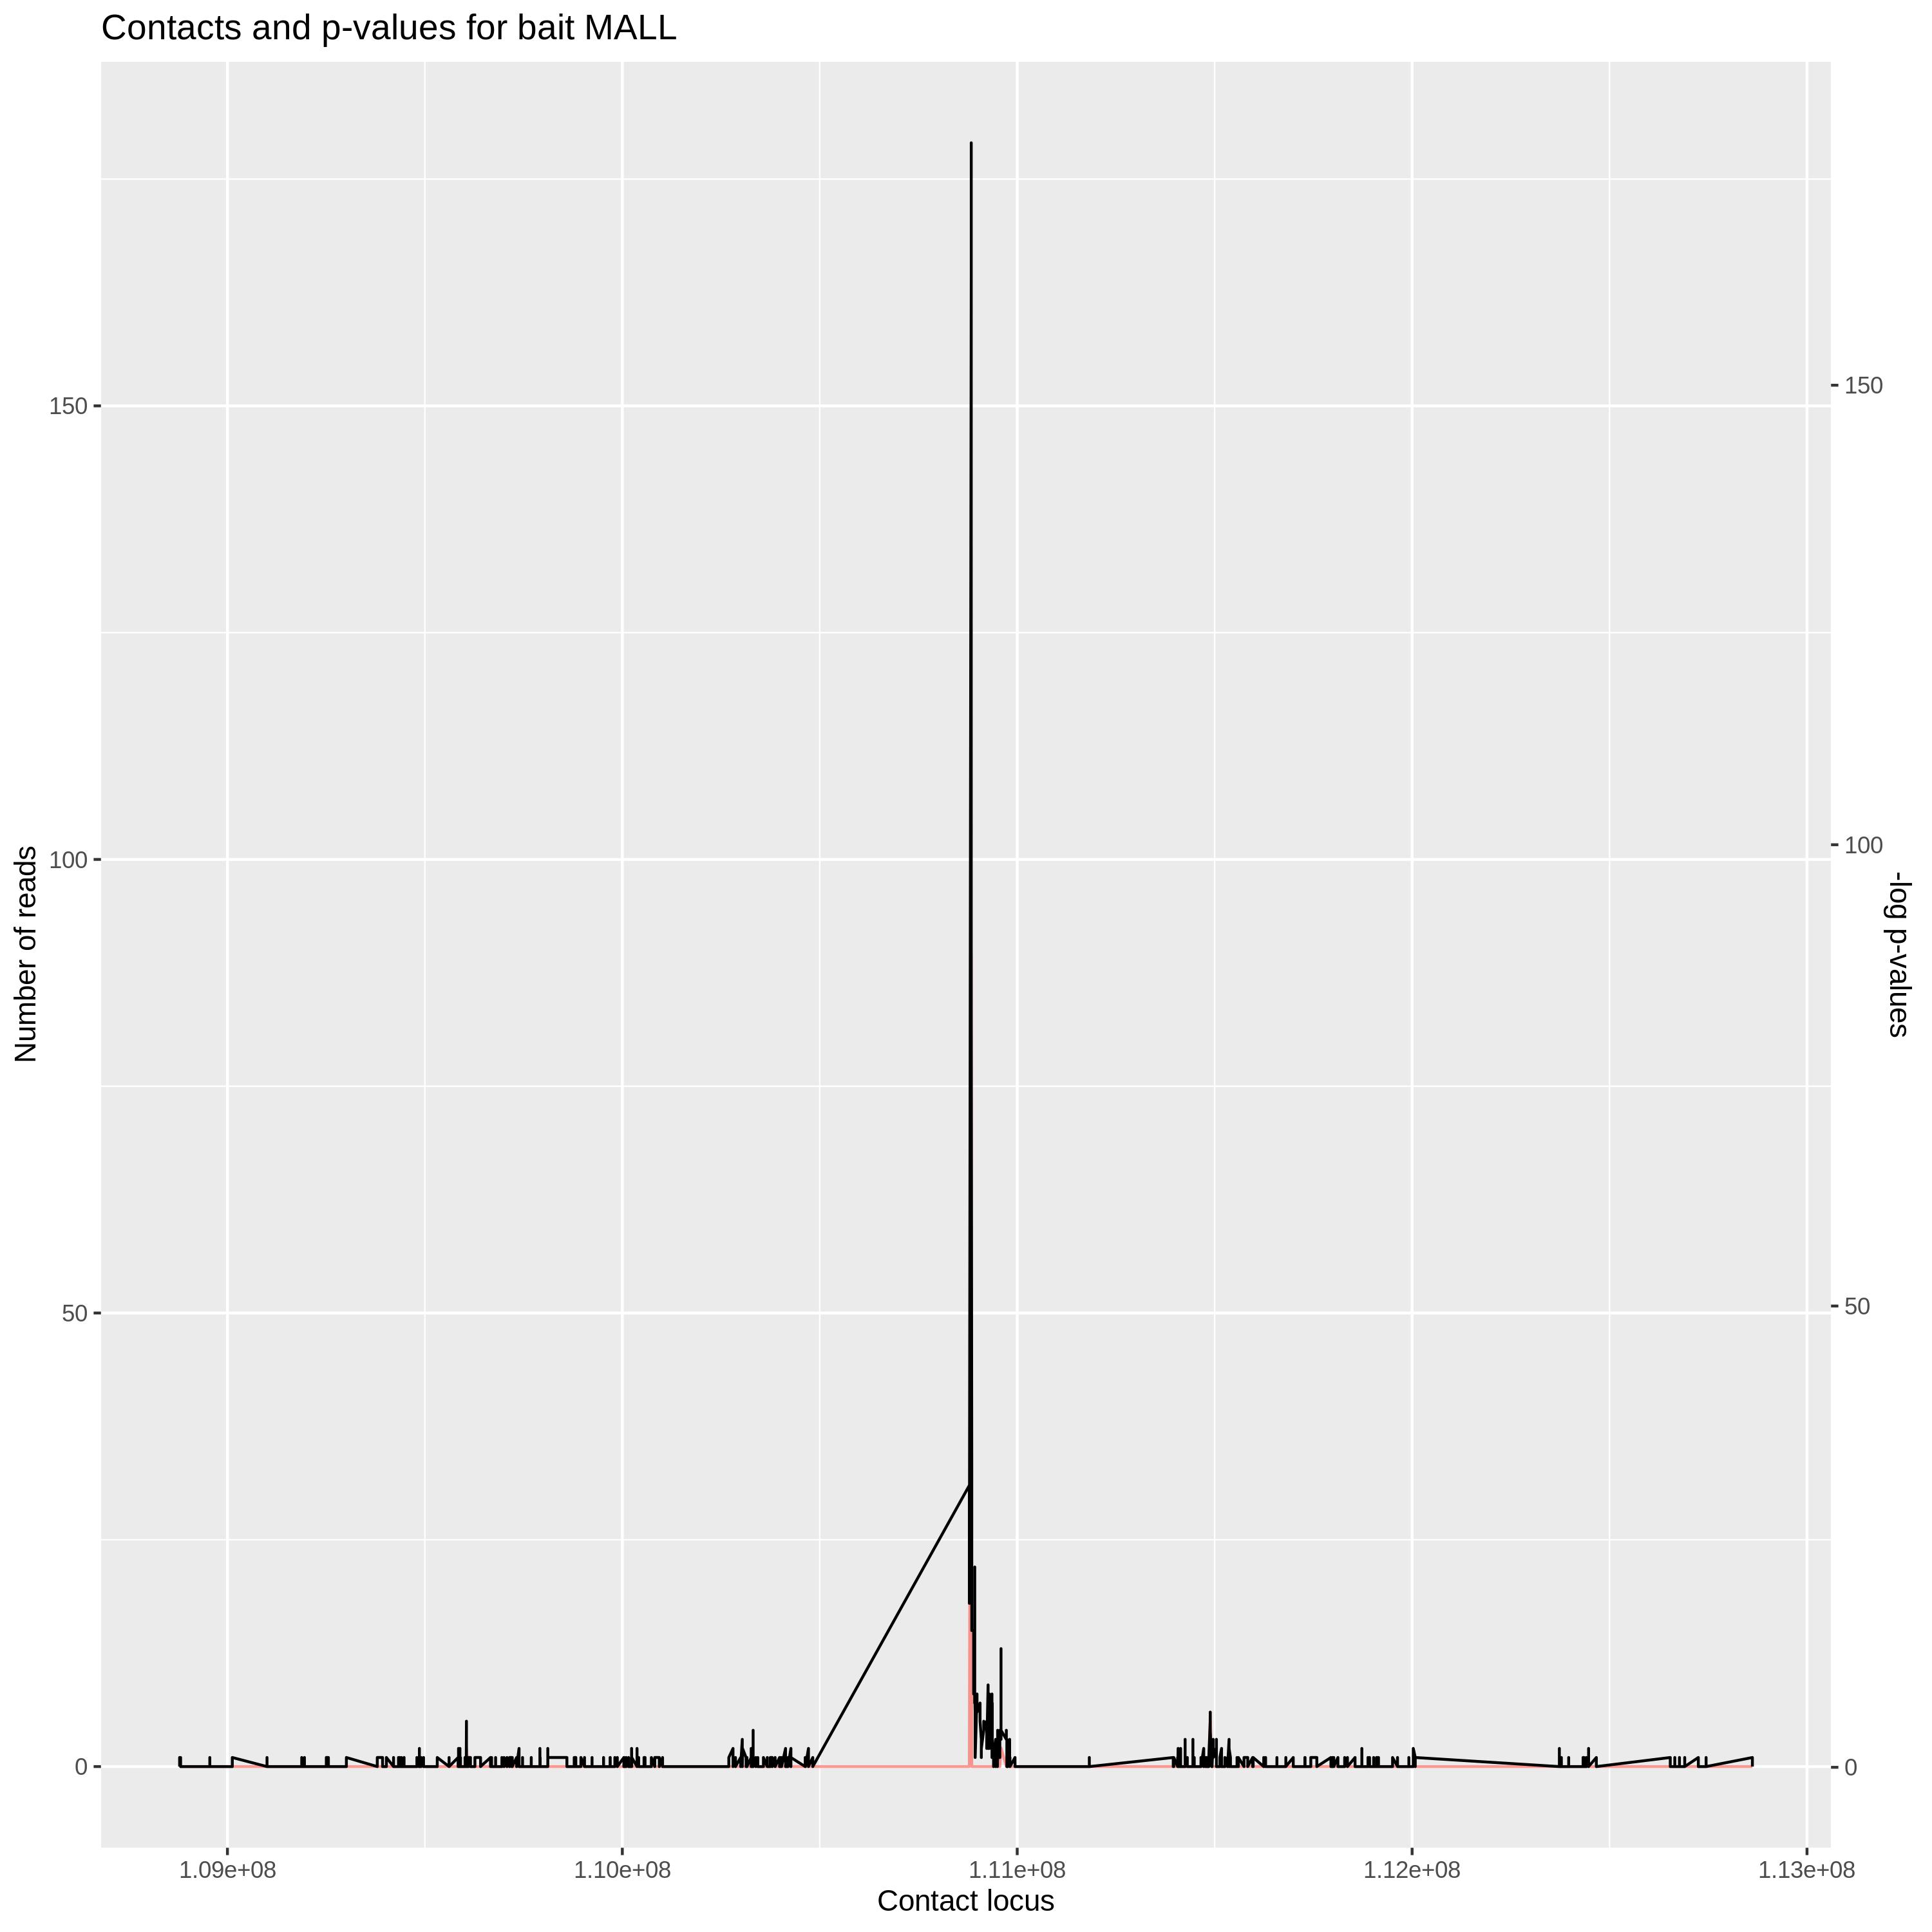 Contacts and p-values for bait MALL
Number of reads
150
100
50
0
150
100
50
0
-log p-values
1.09e+08 1.10e+08 1.11e+08 1.12e+08 1.13e+08
Contact locus